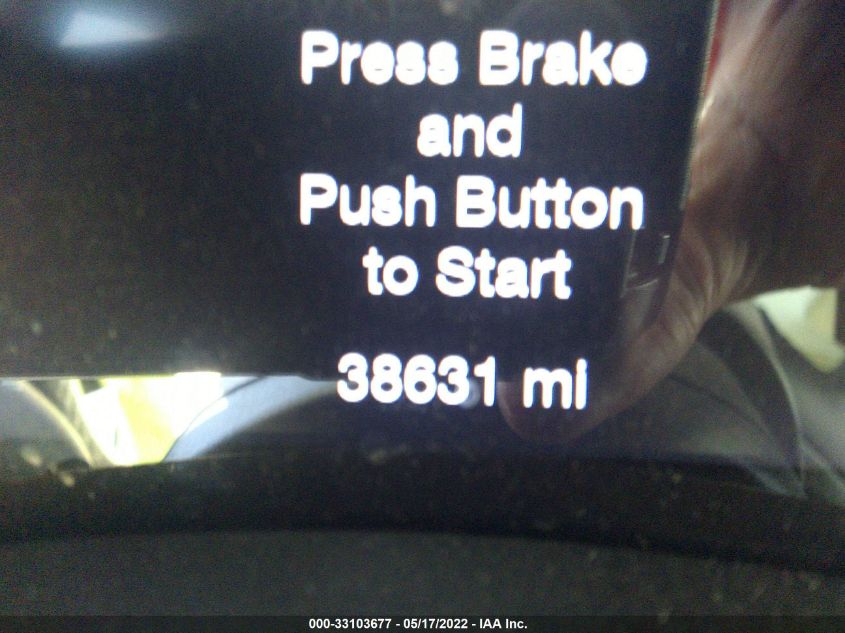 Press Brake
and
Push Button
to Start
38631 mi
000-33103677 - 05/17/2022 - IAA Inc.